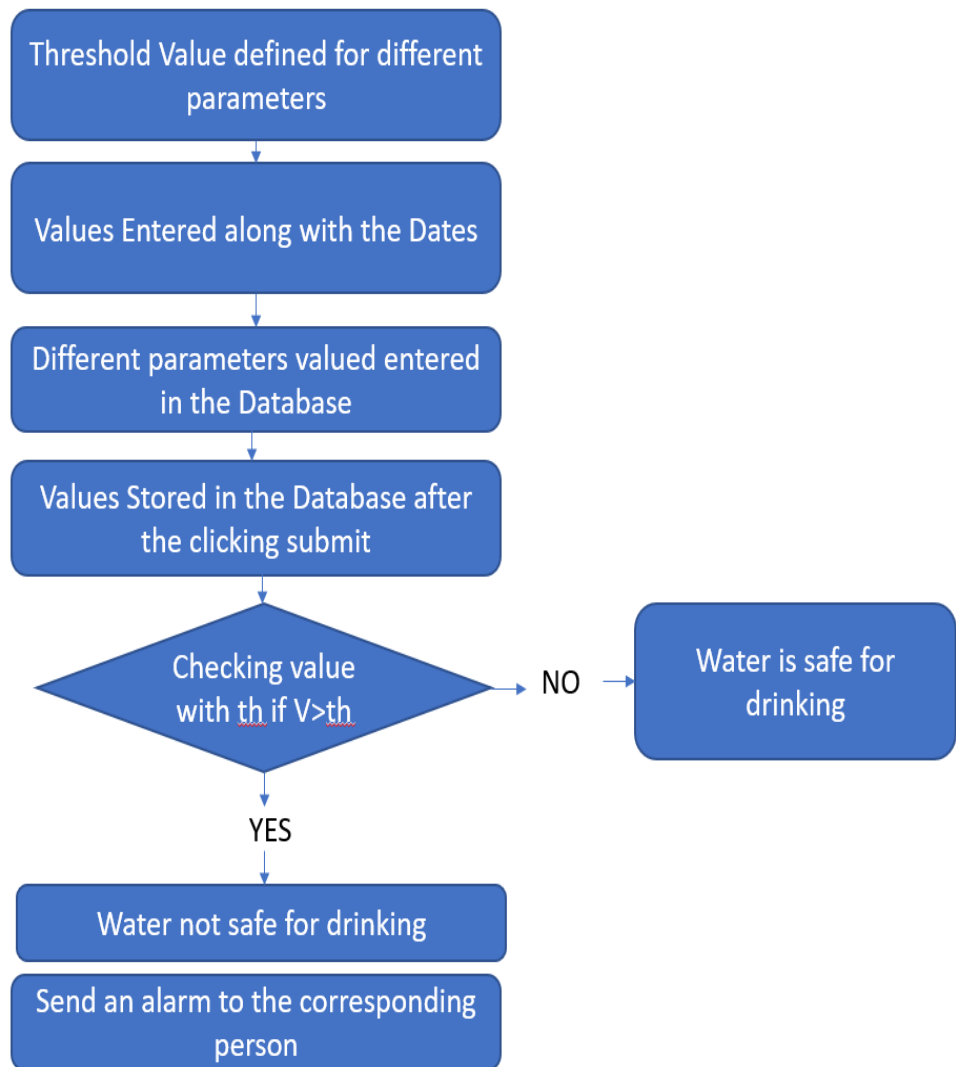 Threshold Value defined for different
parameters
Values Entered along with the Dates
Different parameters valued entered
in the Database
Values Stored in the Database after
the clicking submit
Checking value
with th if V>th
NO
Water is safe for
drinking
YES
Water not safe for drinking
Send an alarm to the corresponding
person